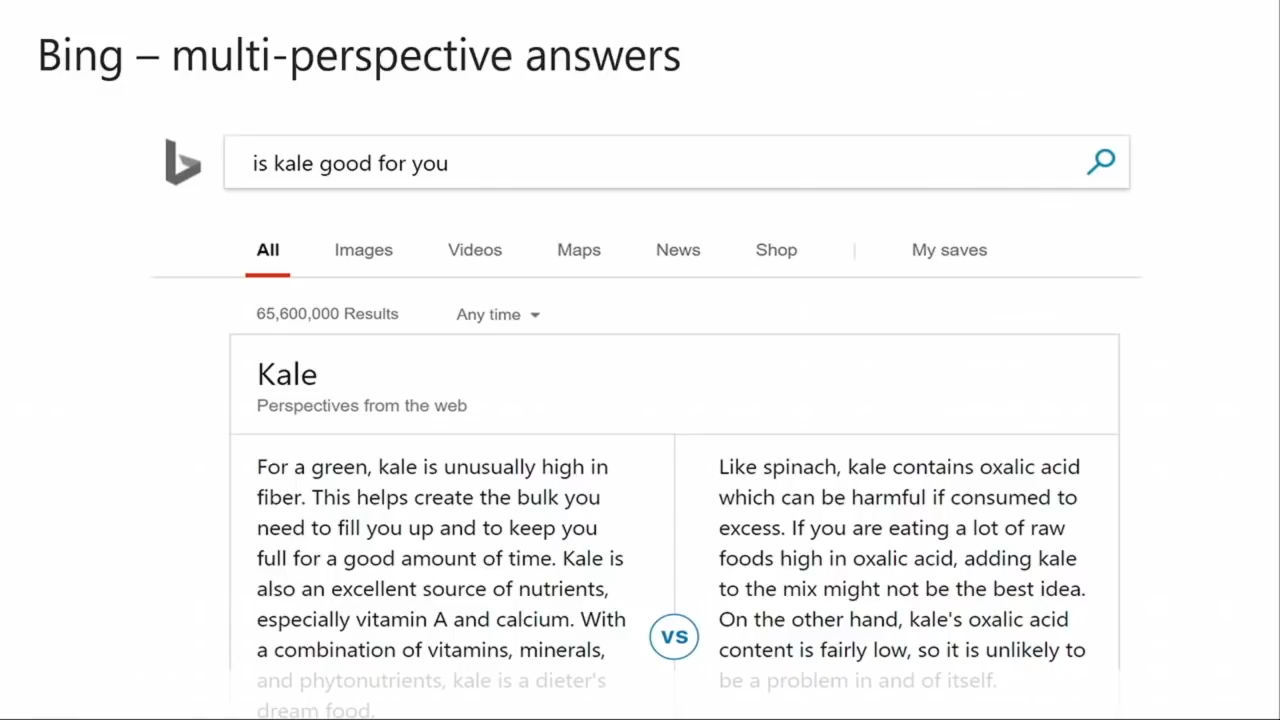 Bing – multi-perspective answers
is kale good for you
All Images Videos Maps News Shop | My saves
65,600,000 Results Any time
Kale
Perspectives from the web
For a green, kale is unusually high in
fiber. This helps create the bulk you
need to fill you up and to keep you
full for a good amount of time. Kale is
also an excellent source of nutrients,
especially vitamin A and calcium. With
a combination of vitamins, minerals,
and phytonutrients, kale is a dieter's
dream food.
vs
Like spinach, kale contains oxalic acid
which can be harmful if consumed to
excess. If you are eating a lot of raw
foods high in oxalic acid, adding kale
to the mix might not be the best idea.
On the other hand, kale's oxalic acid
content is fairly low, so it is unlikely to
be a problem in and of itself.